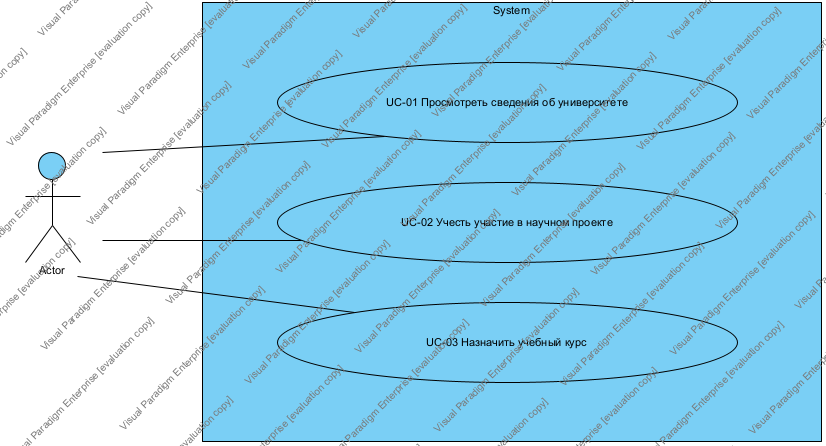 System
UC-01 Просмотреть сведения об университете
UC-02 Учесть участие в научном проекте
Actor
UC-03 Назначить учебный курс
Visual Paradigm Enterprise [evaluation copy]